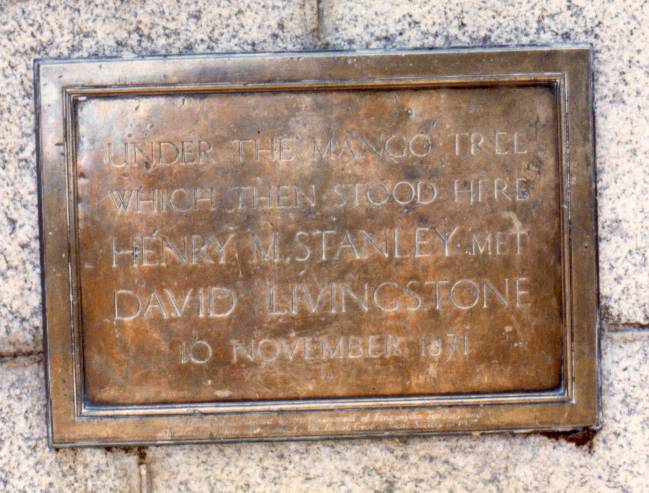 UNDER THE MANGO TREE
WHICH THEN STOOD HERE
HENRY M. STANLEY MET
DAVID LIVINGSTONE
10 NOVEMBER 1871